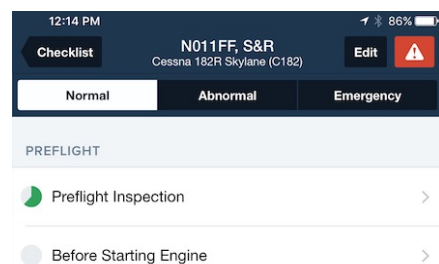 12:14 PM 86%
Checklist N011FF, S&R Edit
Cessna 182R Skylane (C182)
Normal Abnormal Emergency
PREFLIGHT
Preflight Inspection
Before Starting Engine